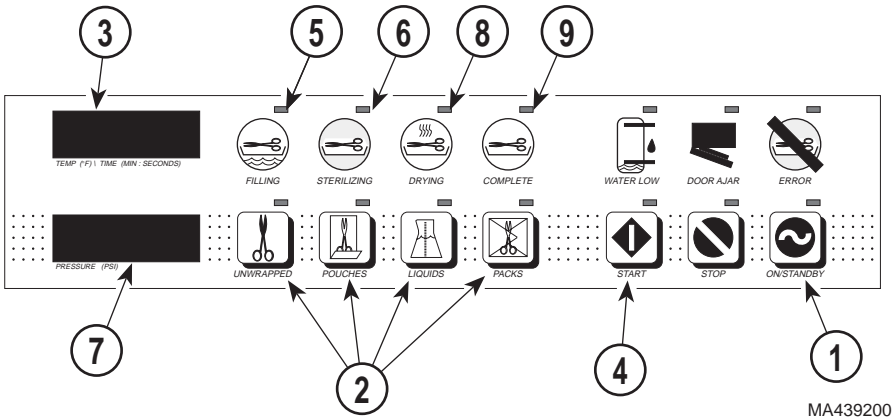 3
5
6
8
9
TEMP (°F) \ TIME (MIN : SECONDS)
FILLING
STERILIZING
DRYING
COMPLETE
WATER LOW
DOOR AJAR
ERROR
PRESSURE (PSI)
UNWRAPPED
POUCHES
LIQUIDS
PACKS
START
STOP
ON/STANDBY
7
2
4
1
MA439200